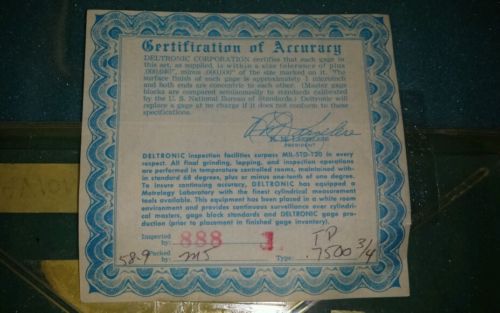 Certification of Accuracy
DELTRONIC CORPORATION certifies that each gage in
this set, as supplied, is within a size tolerance of plus
.000,040", minus .000,000" of the size marked on it. The
surface finish of each gage is approximately 1 microinch
and both ends are concentric to each other. (Master gage
blocks are compared semiannually to standards calibrated
by the U. S. National Bureau of Standards.) Deltronic will
replace a gage at no charge if it does not conform to these
specifications.
PRESIDENT
DELTRONIC inspection facilities surpass MIL-STD-120 in every
respect. All final grinding, lapping, and inspection operations
are performed in temperature controlled rooms, maintained with-
in standard 68 degrees, plus or minus one-tenth of one degree.
To insure continuing accuracy, DELTRONIC has equipped a
Metrology Laboratory with the finest cylindrical measurement
tools available. This equipment has been placed in a white room
environment and provides continuous surveillance over cylindri-
cal masters, gage block standards and DELTRONIC gage pro-
duction (prior to placement in finished gage inventory).
Inspected by: 888 J. TP
58-9 Packed by: MS Type: .7500 3/4